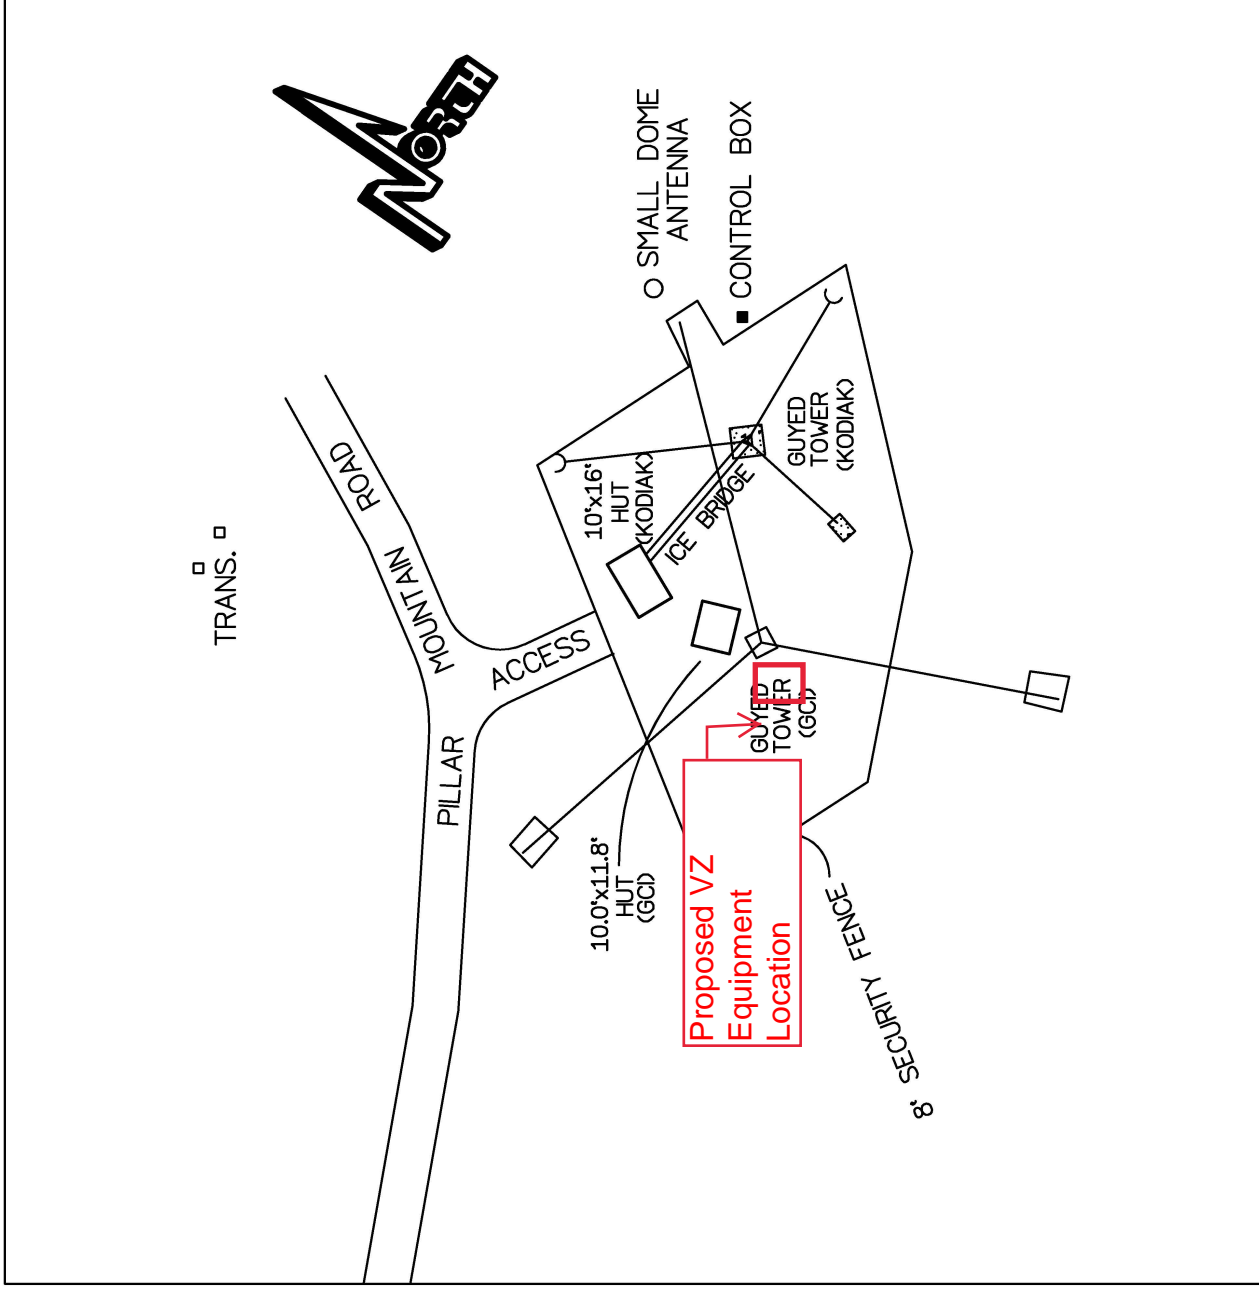 NORTH
SMALL DOME
ANTENNA
CONTROL BOX
TRANS.
PILLAR MOUNTAIN ROAD
ACCESS
10'x16'
HUT
(KODIAK)
ICE BRIDGE
GUYED
TOWER
(KODIAK)
GUYED
TOWER
(GCI)
10.0'x11.8'
HUT
(GCI)
Proposed VZ
Equipment
Location
8' SECURITY FENCE